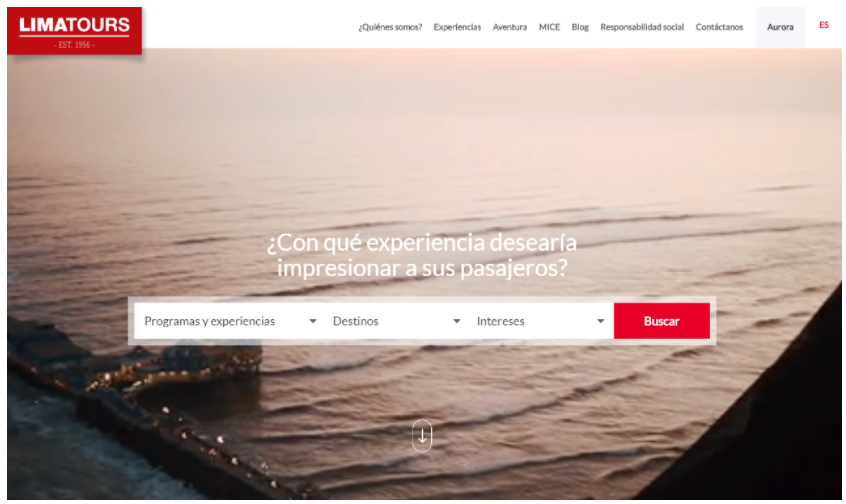 LIMATOURS
- EST. 1956 -
¿Quiénes somos? Experiencias Aventura MICE Blog Responsabilidad social Contáctanos Aurora ES
¿Con qué experiencia desearía
impresionar a sus pasajeros?
Programas y experiencias Destinos Intereses Buscar